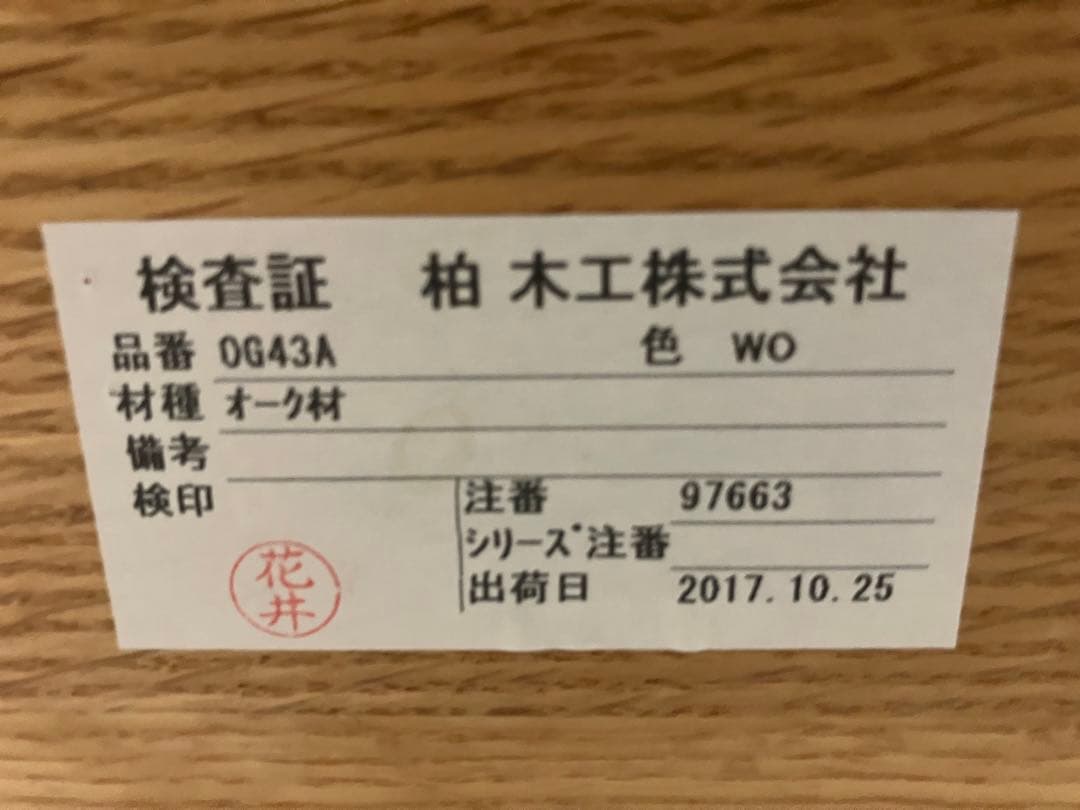 検査証 柏木工株式会社
品番 OG43A 色 WO
材種 オーク材
備考
検印 注番 97663
シリーズ注番
出荷日 2017.10.25
花井